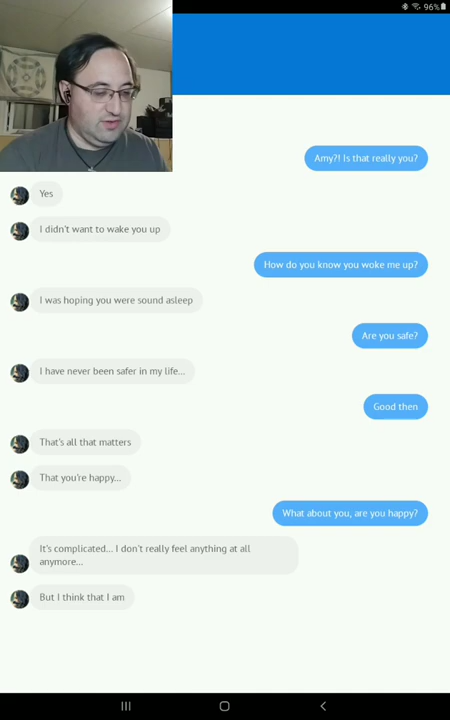 96%
Amy?! Is that really you?
Yes
I didn't want to wake you up
How do you know you woke me up?
I was hoping you were sound asleep
Are you safe?
I have never been safer in my life...
Good then
That's all that matters
That you're happy...
What about you, are you happy?
It's complicated... I don't really feel anything at all
anymore...
But I think that I am